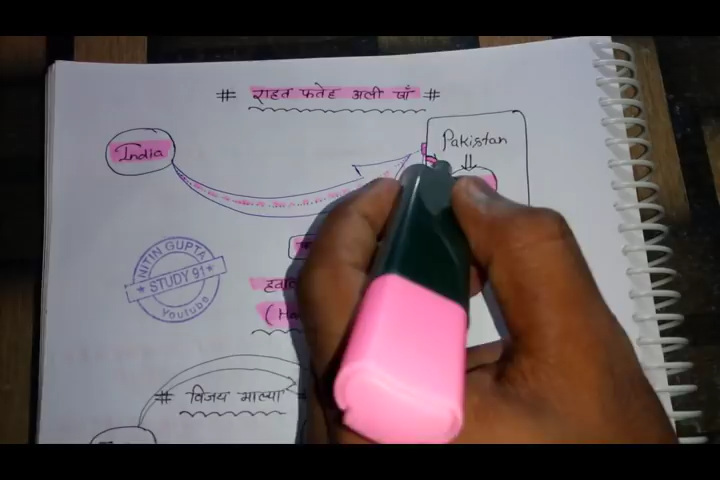 # राहत फतेह अली खाँ #
India
Pakistan
NITIN GUPTA
STUDY 91
Youtube
# विजय माल्या